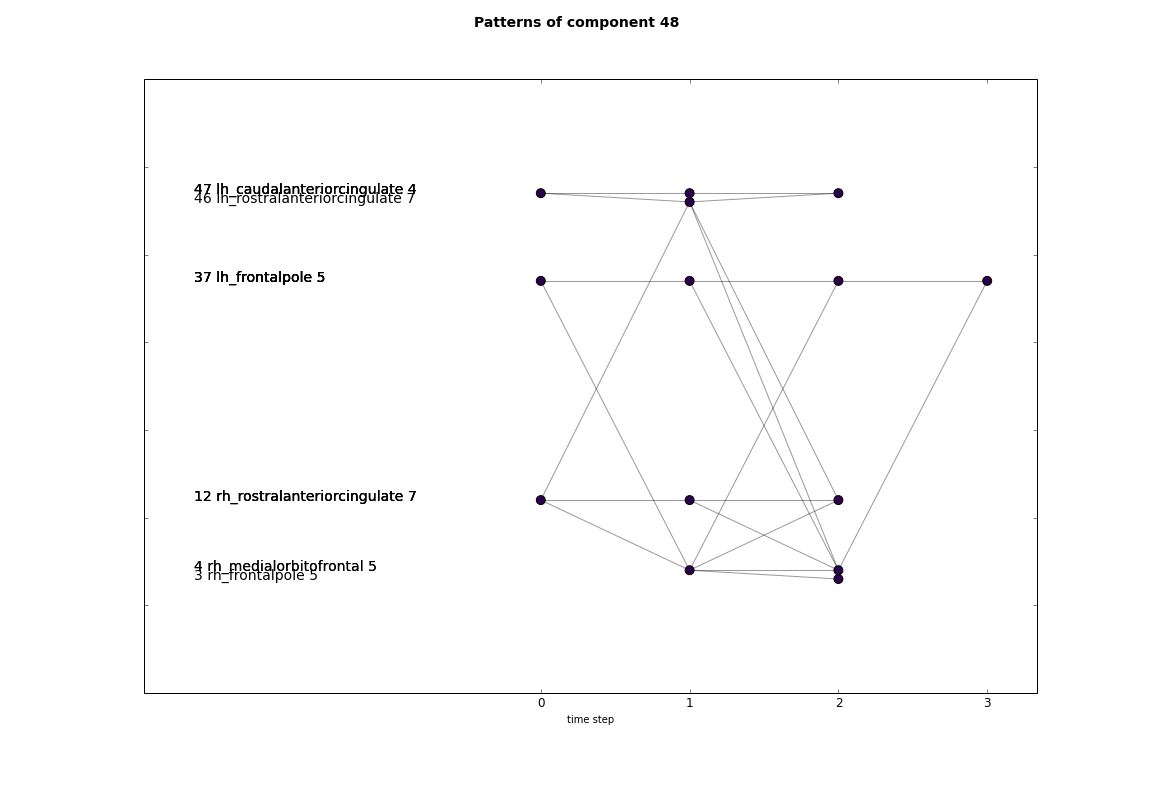 Patterns of component 48
47 lh_caudalanteriorcingulate 4
46 lh_rostralanteriorcingulate 7
37 lh_frontalpole 5
12 rh_rostralanteriorcingulate 7
4 rh_medialorbitofrontal 5
3 rh_frontalpole 5
0 1 2 3
time step